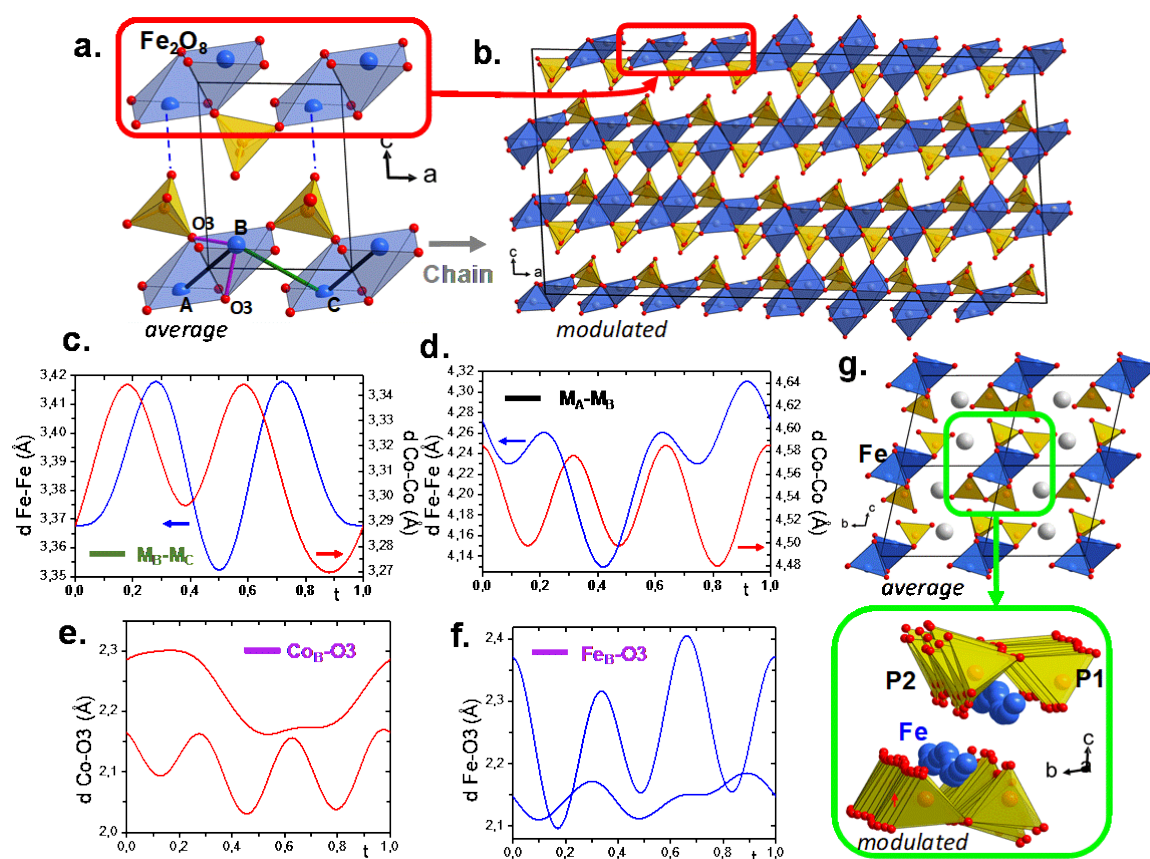 a.
Fe2O8
c
a
O3
B
A
O3
C
average
Chain
b.
c
a
modulated
c.
d Fe-Fe (Å)
3,42
3,41
3,40
3,39
3,38
3,37
3,36
3,35
MB-MC
0,0 0,2 0,4 0,6 0,8 1,0
t
3,34
3,33
3,32
3,31
3,30
3,29
3,28
3,27
d Co-Co (Å)
d.
d Fe-Fe (Å)
4,32
4,30
4,28
4,26
4,24
4,22
4,20
4,18
4,16
4,14
MA-MB
0,0 0,2 0,4 0,6 0,8 1,0
t
4,64
4,62
4,60
4,58
4,56
4,54
4,52
4,50
4,48
d Co-Co (Å)
e.
d Co-O3 (Å)
2,3
2,2
2,1
2,0
CoB-O3
0,0 0,2 0,4 0,6 0,8 1,0
t
f.
d Fe-O3 (Å)
2,4
2,3
2,2
2,1
FeB-O3
0,0 0,2 0,4 0,6 0,8 1,0
t
g.
Fe
c
b
average
P2
P1
Fe
c
b
a
modulated